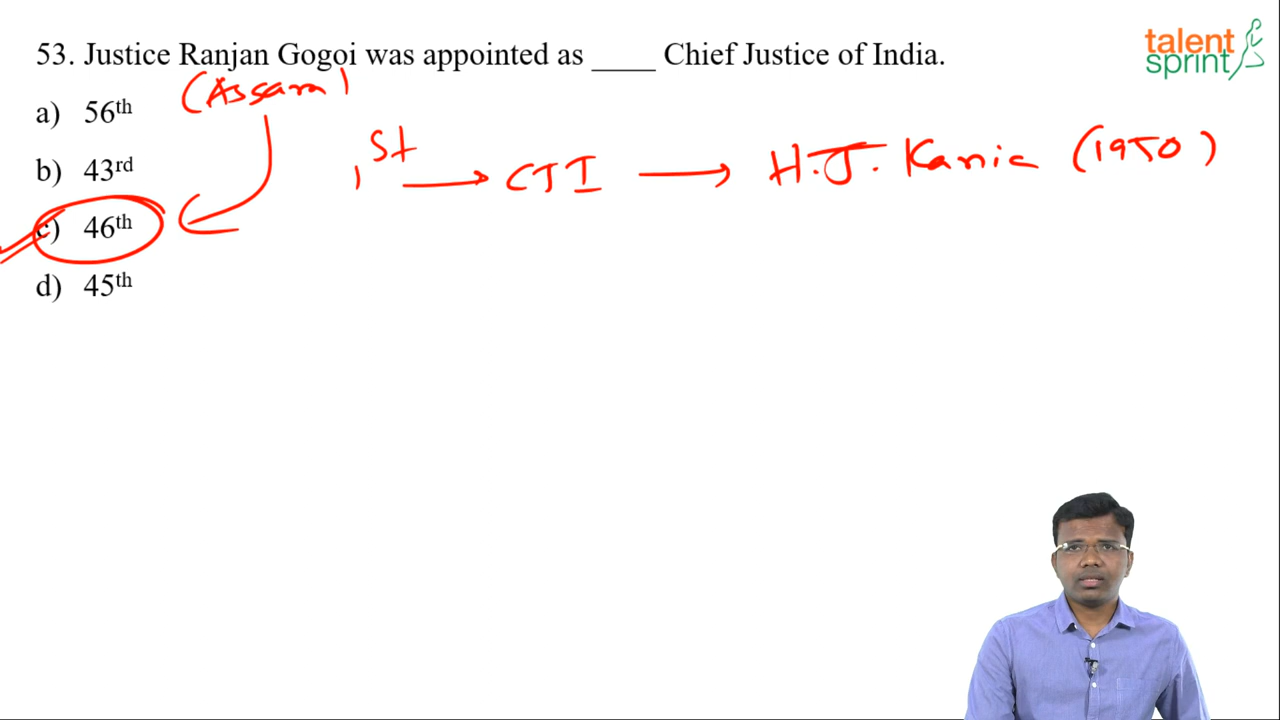 53. Justice Ranjan Gogoi was appointed as ____ Chief Justice of India.
talent
sprint
(Assam)
a) 56th
1st → CJI → H.J. Kania (1950)
b) 43rd
c) 46th
d) 45th